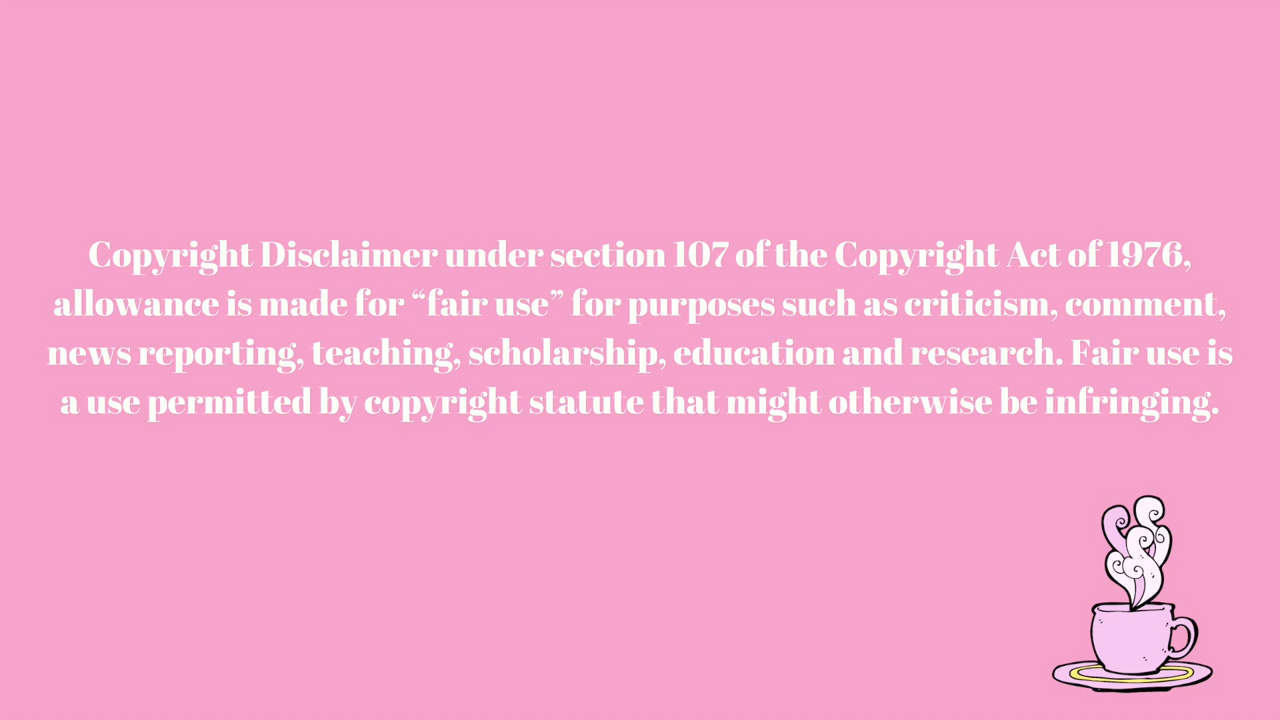 Copyright Disclaimer under section 107 of the Copyright Act of 1976,
allowance is made for “fair use” for purposes such as criticism, comment,
news reporting, teaching, scholarship, education and research. Fair use is
a use permitted by copyright statute that might otherwise be infringing.